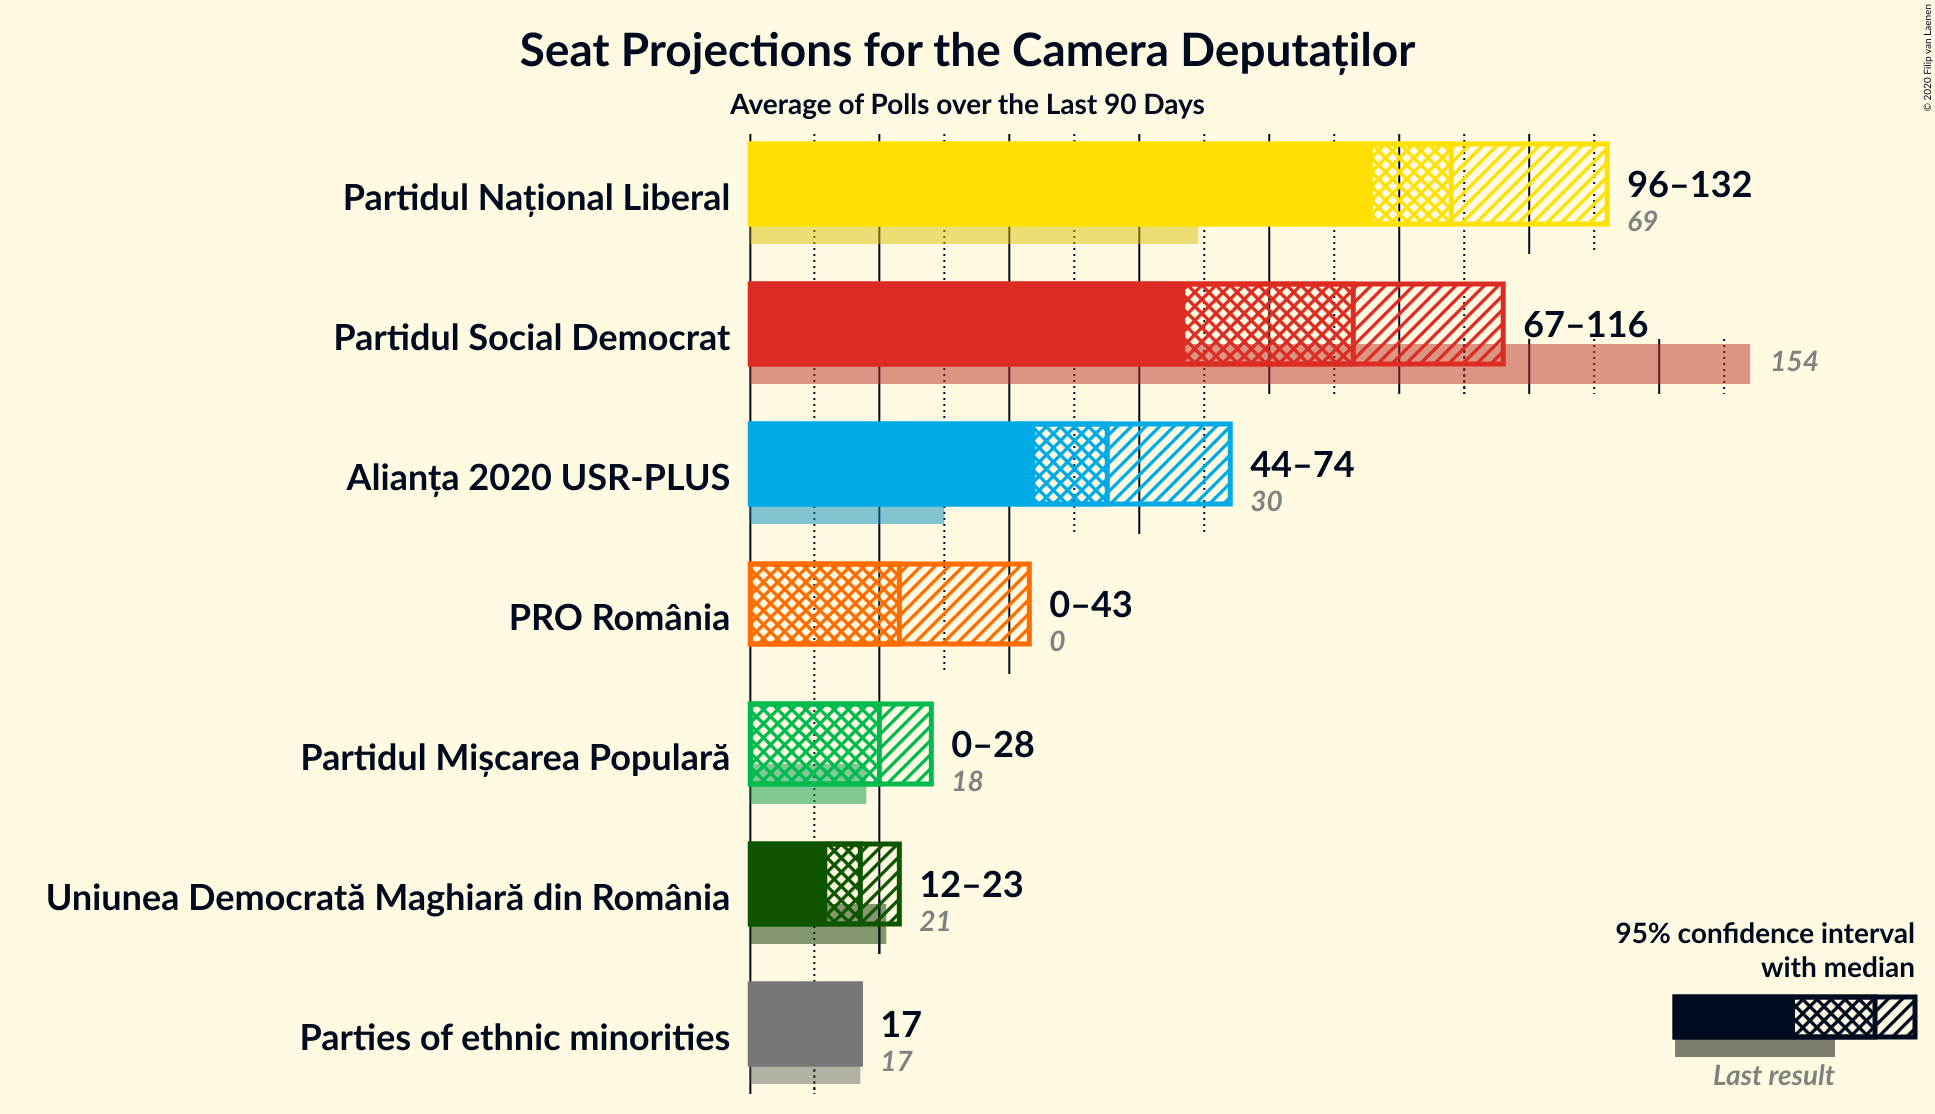 Seat Projections for the Camera Deputaților
Average of Polls over the Last 90 Days
© 2020 Filip van Laenen
Partidul Național Liberal
96–132
69
Partidul Social Democrat
67–116
154
Alianța 2020 USR-PLUS
44–74
30
PRO România
0–43
0
Partidul Mișcarea Populară
0–28
18
Uniunea Democrată Maghiară din România
12–23
21
Parties of ethnic minorities
17
17
95% confidence interval
with median
Last result